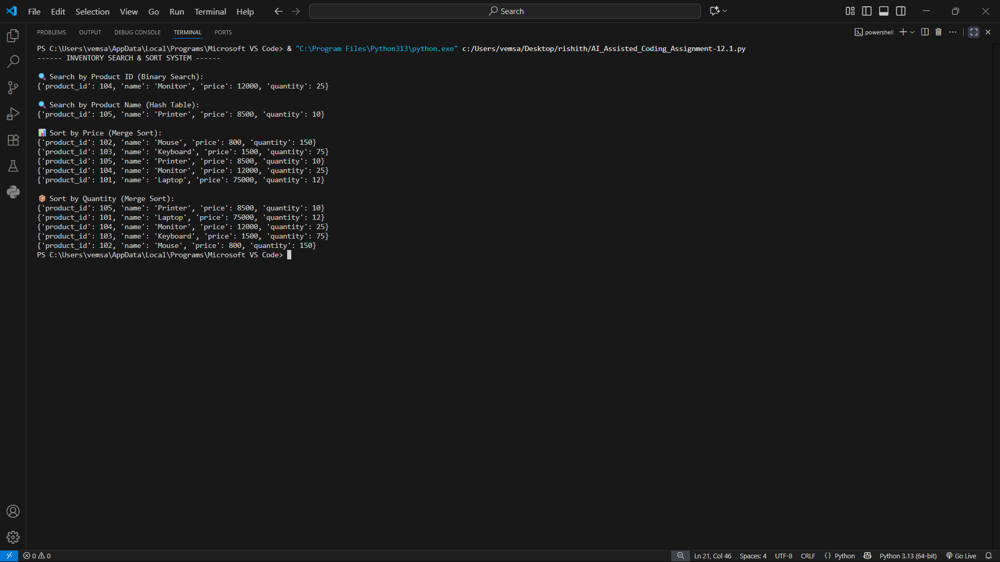 File Edit Selection View Go Run Terminal Help Search
PROBLEMS OUTPUT DEBUG CONSOLE TERMINAL PORTS powershell
PS C:\Users\vemsa\AppData\Local\Programs\Microsoft VS Code> & "C:\Program Files\Python313\python.exe" c:/Users/vemsa/Desktop/rishith/AI_Assisted_Coding_Assignment-12.1.py
------ INVENTORY SEARCH & SORT SYSTEM ------
🔍 Search by Product ID (Binary Search):
{'product_id': 104, 'name': 'Monitor', 'price': 12000, 'quantity': 25}
🔍 Search by Product Name (Hash Table):
{'product_id': 105, 'name': 'Printer', 'price': 8500, 'quantity': 10}
📊 Sort by Price (Merge Sort):
{'product_id': 102, 'name': 'Mouse', 'price': 800, 'quantity': 150}
{'product_id': 103, 'name': 'Keyboard', 'price': 1500, 'quantity': 75}
{'product_id': 105, 'name': 'Printer', 'price': 8500, 'quantity': 10}
{'product_id': 104, 'name': 'Monitor', 'price': 12000, 'quantity': 25}
{'product_id': 101, 'name': 'Laptop', 'price': 75000, 'quantity': 12}
📦 Sort by Quantity (Merge Sort):
{'product_id': 105, 'name': 'Printer', 'price': 8500, 'quantity': 10}
{'product_id': 101, 'name': 'Laptop', 'price': 75000, 'quantity': 12}
{'product_id': 104, 'name': 'Monitor', 'price': 12000, 'quantity': 25}
{'product_id': 103, 'name': 'Keyboard', 'price': 1500, 'quantity': 75}
{'product_id': 102, 'name': 'Mouse', 'price': 800, 'quantity': 150}
PS C:\Users\vemsa\AppData\Local\Programs\Microsoft VS Code>
0 0 Ln 21, Col 46 Spaces: 4 UTF-8 CRLF {} Python Python 3.13 (64-bit) Go Live